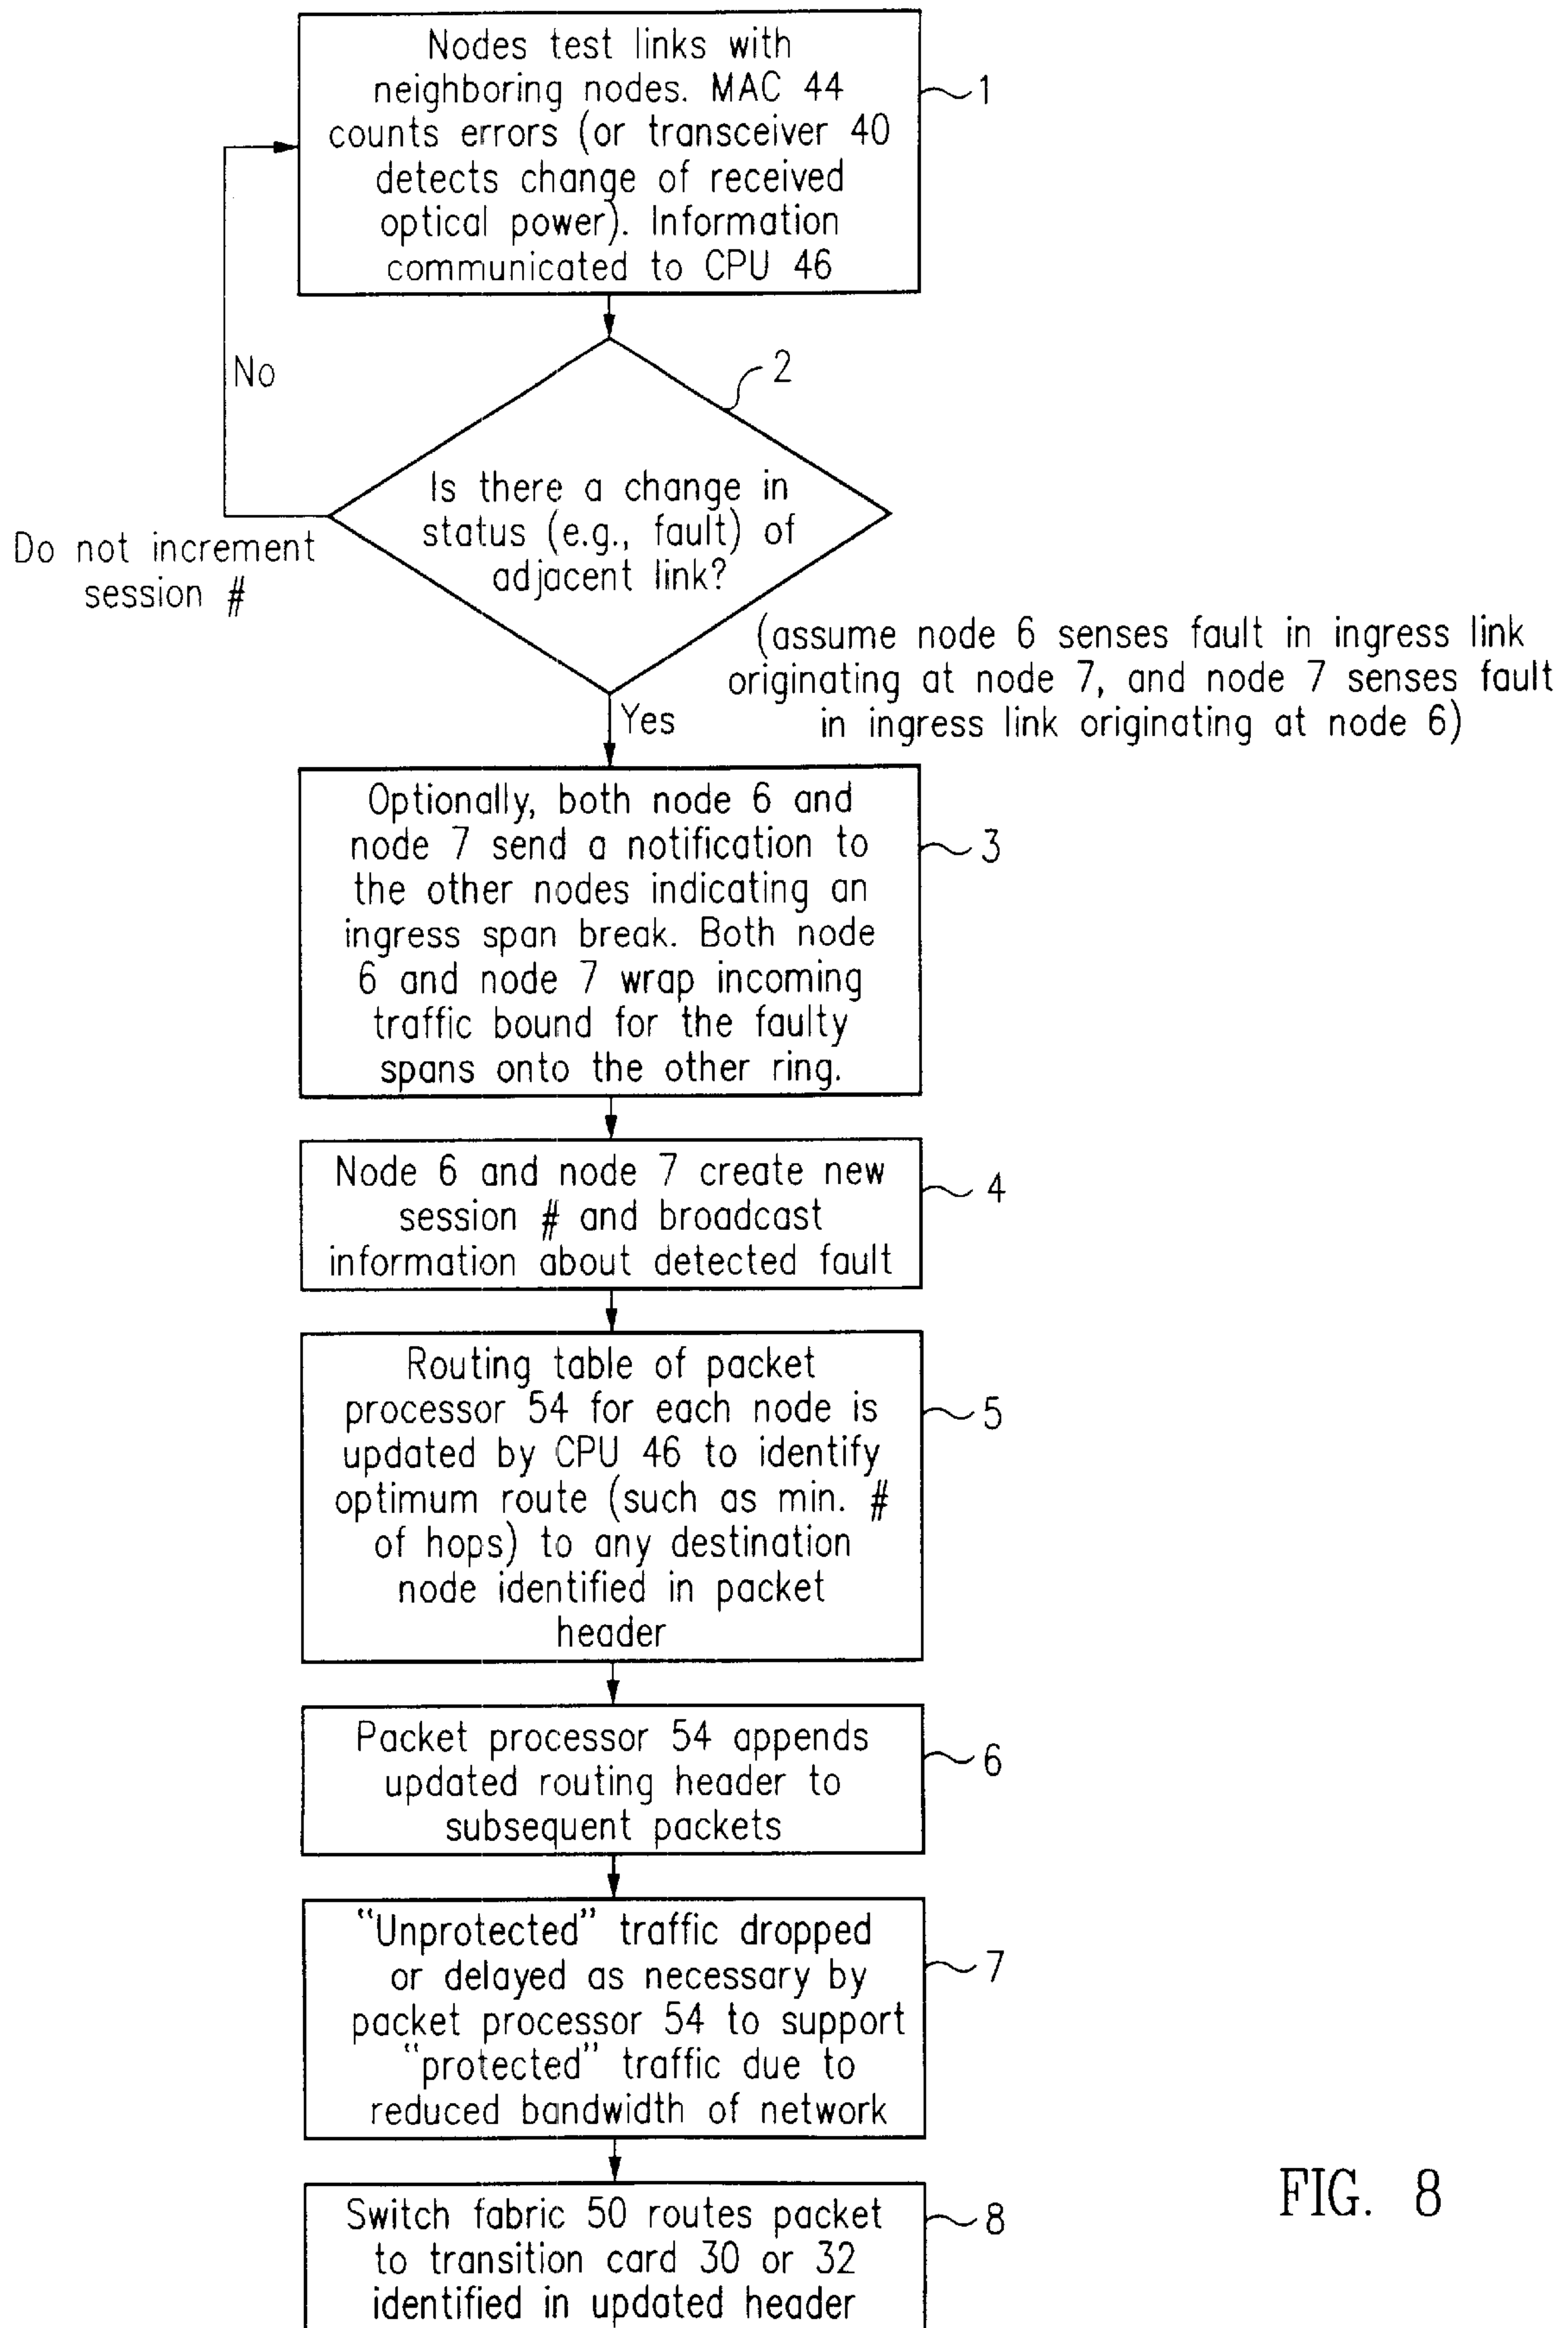 Nodes test links with
neighboring nodes. MAC 44
counts errors (or transceiver 40
detects change of received
optical power). Information
communicated to CPU 46
1
No
2
Is there a change in
status (e.g., fault) of
adjacent link?
Do not increment
session #
(assume node 6 senses fault in ingress link
originating at node 7, and node 7 senses fault
in ingress link originating at node 6)
Yes
Optionally, both node 6 and
node 7 send a notification to
the other nodes indicating an
ingress span break. Both node
6 and node 7 wrap incoming
traffic bound for the faulty
spans onto the other ring.
3
Node 6 and node 7 create new
session # and broadcast
information about detected fault
4
Routing table of packet
processor 54 for each node is
updated by CPU 46 to identify
optimum route (such as min. #
of hops) to any destination
node identified in packet
header
5
Packet processor 54 appends
updated routing header to
subsequent packets
6
“Unprotected” traffic dropped
or delayed as necessary by
packet processor 54 to support
“protected” traffic due to
reduced bandwidth of network
7
Switch fabric 50 routes packet
to transition card 30 or 32
identified in updated header
8
FIG. 8